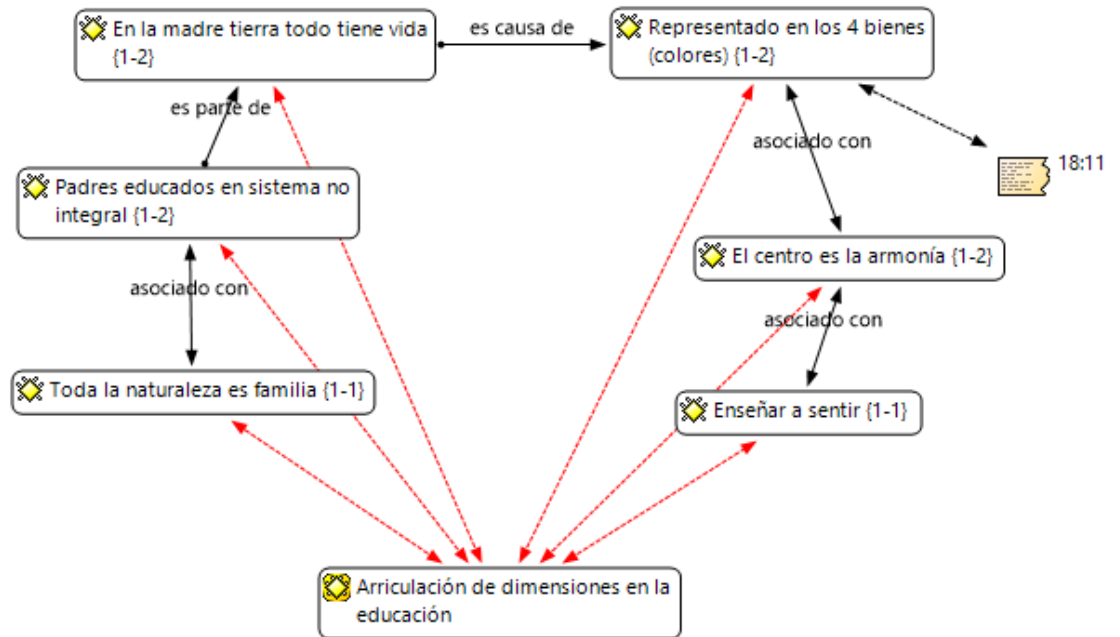 En la madre tierra todo tiene vida
{1-2}
es causa de
Representado en los 4 bienes
(colores) {1-2}
es parte de
asociado con
18:11
Padres educados en sistema no
integral {1-2}
El centro es la armonía {1-2}
asociado con
asociado con
Toda la naturaleza es familia {1-1}
Enseñar a sentir {1-1}
Arriculación de dimensiones en la
educación